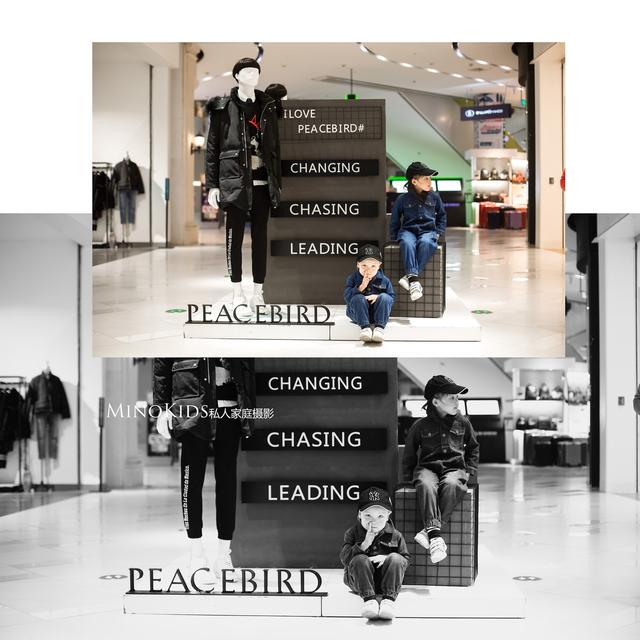 ILOVE
PEACEBIRD#
CHANGING
CHASING
LEADING
PEACEBIRD
CHANGING
MINOKIDS私人家庭摄影
CHASING
LEADING
PEACEBIRD